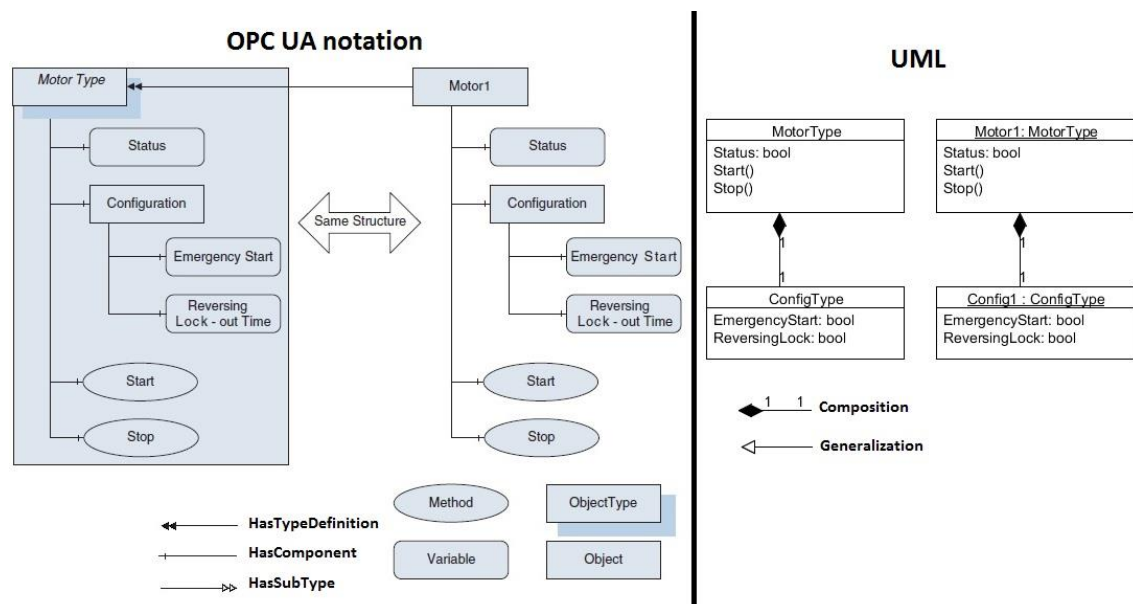 OPC UA notation
Motor Type
Status
Configuration
Emergency Start
Reversing
Lock - out Time
Start
Stop
Same Structure
Motor1
Status
Configuration
Emergency Start
Reversing
Lock - out Time
Start
Stop
HasTypeDefinition
HasComponent
HasSubType
Method
ObjectType
Variable
Object
UML
MotorType
Status: bool
Start()
Stop()
1
1
ConfigType
EmergencyStart: bool
ReversingLock: bool
Motor1: MotorType
Status: bool
Start()
Stop()
1
1
Config1 : ConfigType
EmergencyStart: bool
ReversingLock: bool
1 1 Composition
Generalization